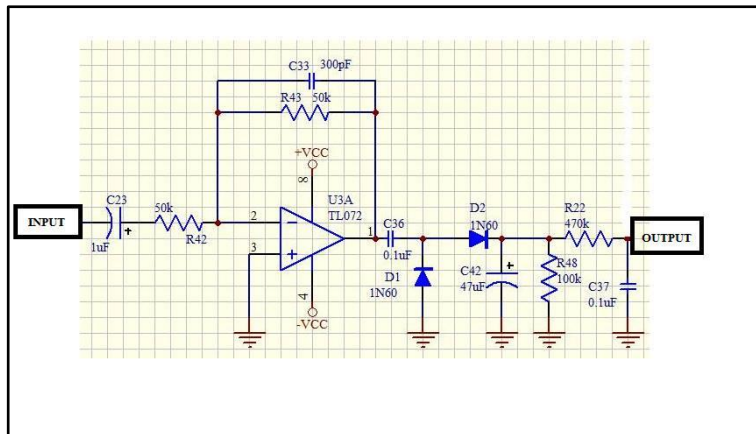 C33
300pF
R43
50k
+VCC
8
C23
50k
U3A
TL072
INPUT
+
1uF
R42
2
−
3
+
1
C36
0.1uF
D2
1N60
R22
470k
OUTPUT
D1
1N60
C42
+
47uF
R48
100k
C37
0.1uF
4
-VCC